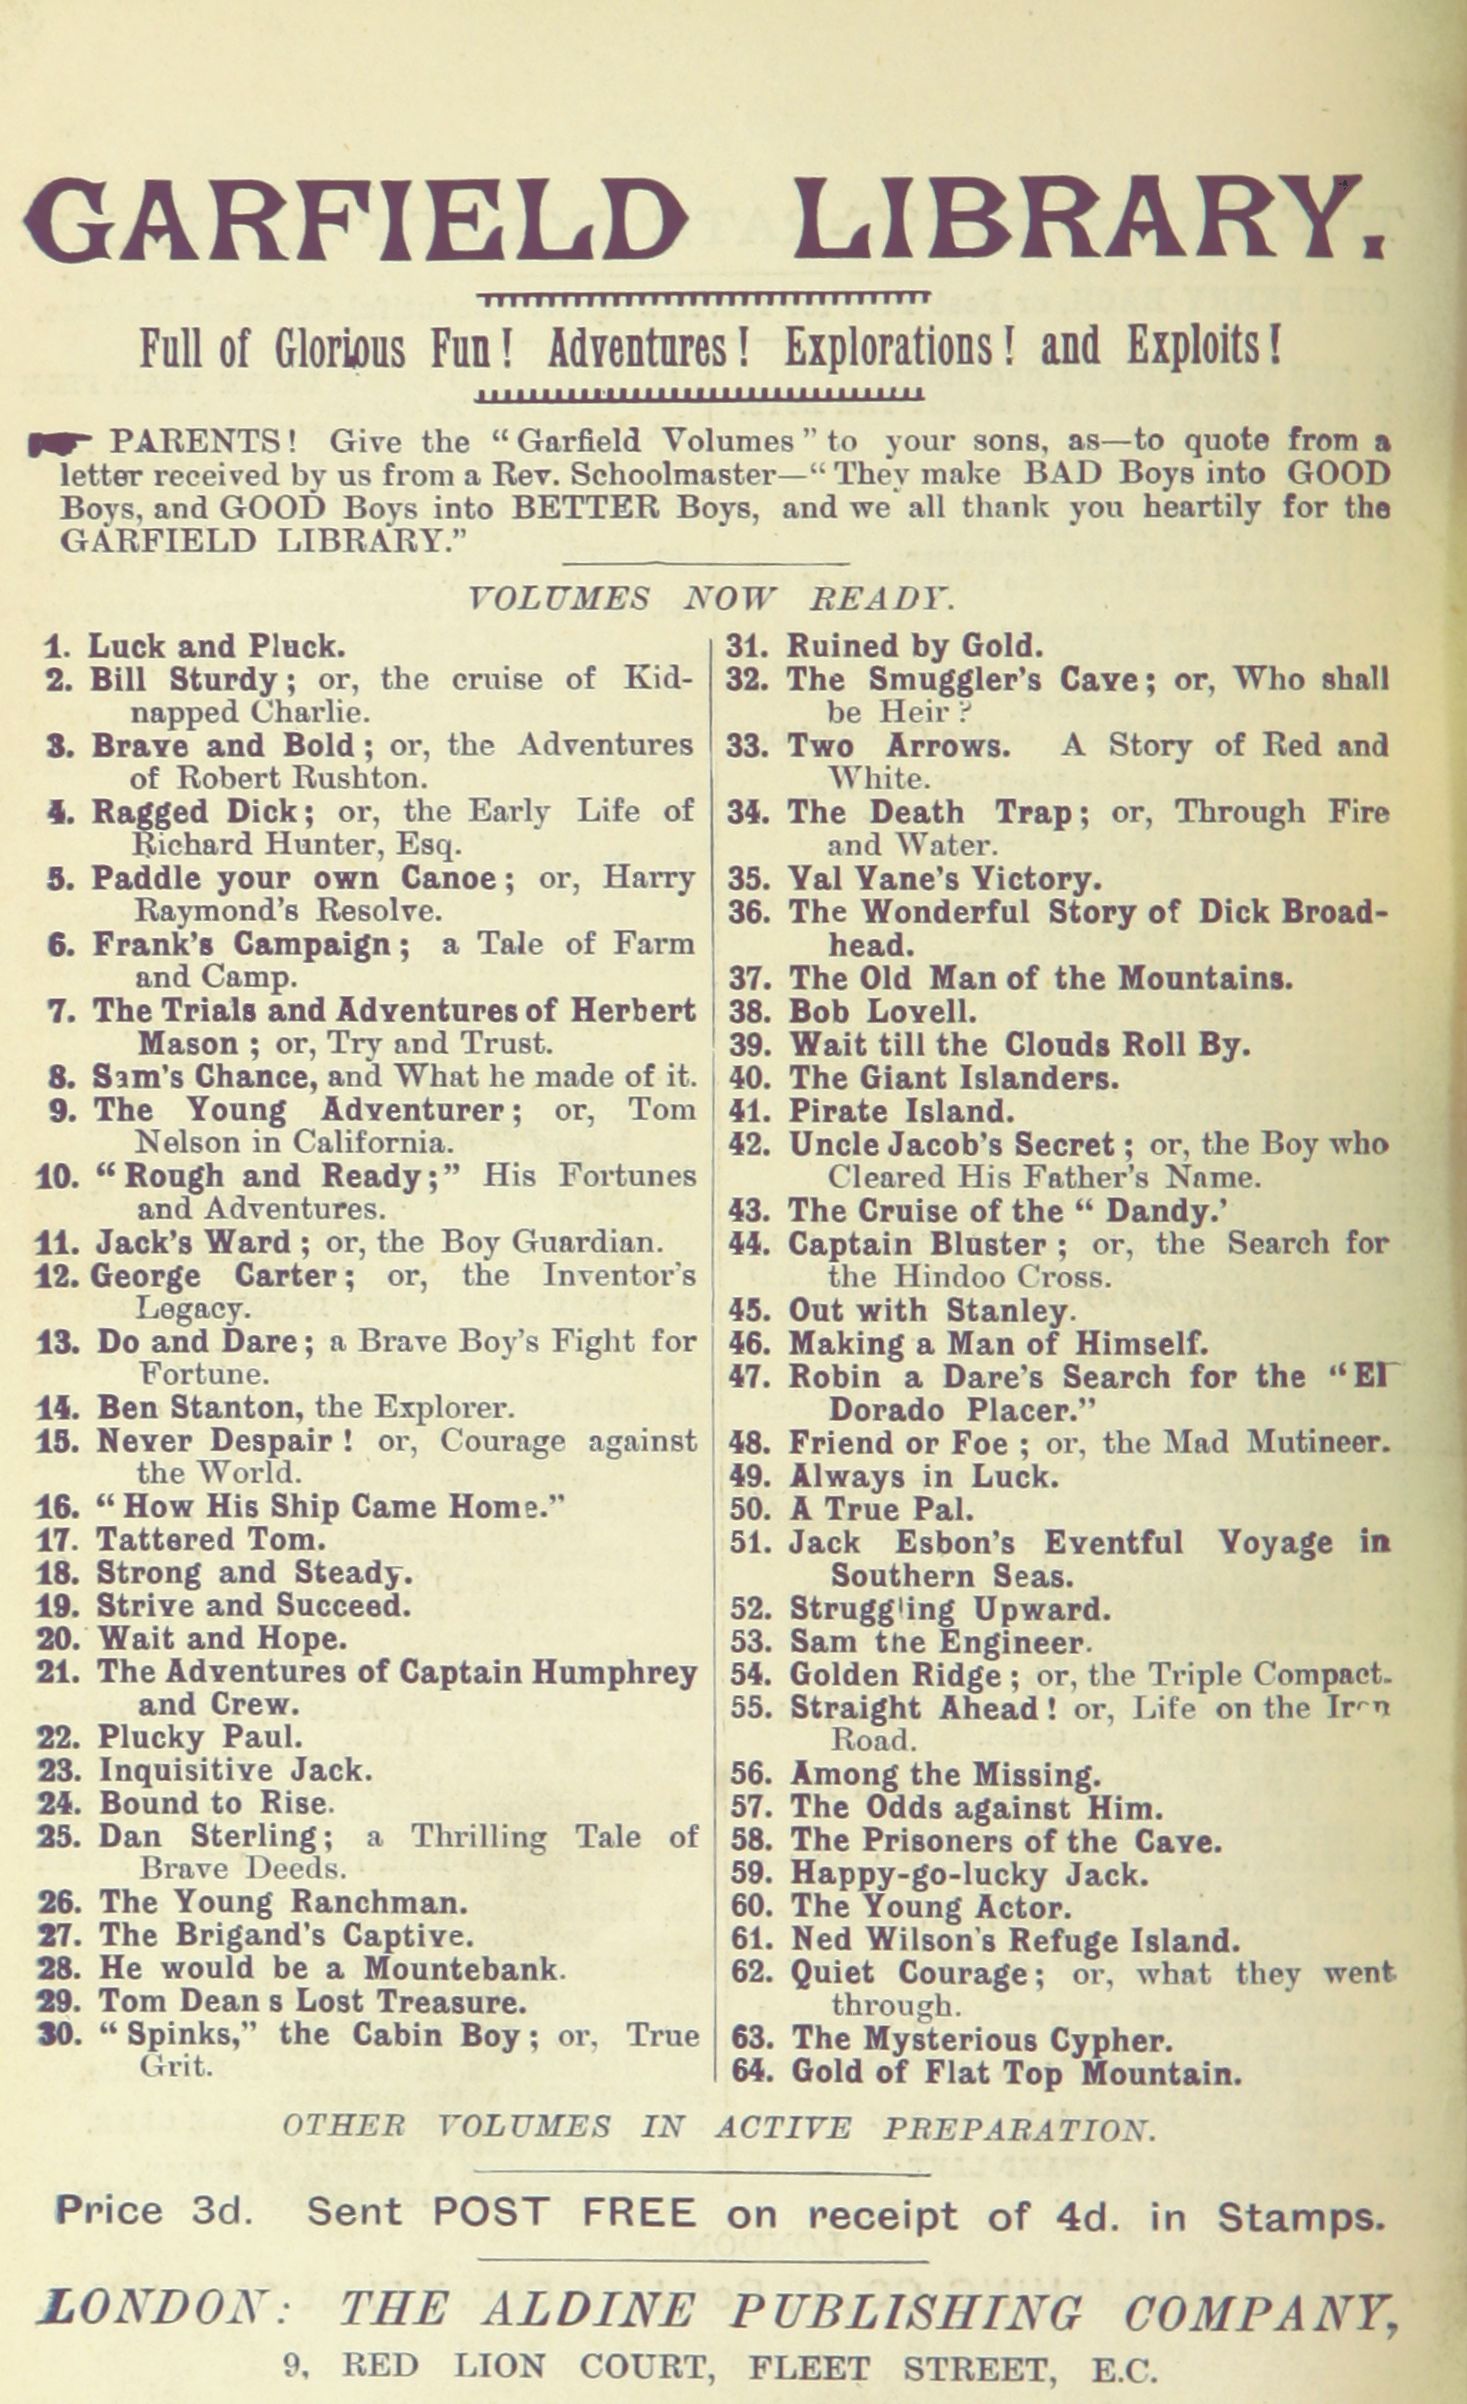 GARFIELD LIBRARY.
Full of Glorious Fun! Adventures! Explorations! and Exploits!
☛ PARENTS! Give the "Garfield Volumes" to your sons, as—to quote from a
letter received by us from a Rev. Schoolmaster—"They make BAD Boys into GOOD
Boys, and GOOD Boys into BETTER Boys, and we all thank you heartily for the
GARFIELD LIBRARY."
VOLUMES NOW READY.
1. Luck and Pluck.
2. Bill Sturdy; or, the cruise of Kid-
napped Charlie.
3. Brave and Bold; or, the Adventures
of Robert Rushton.
4. Ragged Dick; or, the Early Life of
Richard Hunter, Esq.
5. Paddle your own Canoe; or, Harry
Raymond's Resolve.
6. Frank's Campaign; a Tale of Farm
and Camp.
7. The Trials and Adventures of Herbert
Mason; or, Try and Trust.
8. Sam's Chance, and What he made of it.
9. The Young Adventurer; or, Tom
Nelson in California.
10. "Rough and Ready;" His Fortunes
and Adventures.
11. Jack's Ward; or, the Boy Guardian.
12. George Carter; or, the Inventor's
Legacy.
13. Do and Dare; a Brave Boy's Fight for
Fortune.
14. Ben Stanton, the Explorer.
15. Never Despair! or, Courage against
the World.
16. "How His Ship Came Home."
17. Tattered Tom.
18. Strong and Steady.
19. Strive and Succeed.
20. Wait and Hope.
21. The Adventures of Captain Humphrey
and Crew.
22. Plucky Paul.
23. Inquisitive Jack.
24. Bound to Rise.
25. Dan Sterling; a Thrilling Tale of
Brave Deeds.
26. The Young Ranchman.
27. The Brigand's Captive.
28. He would be a Mountebank.
29. Tom Dean s Lost Treasure.
30. "Spinks," the Cabin Boy; or, True
Grit.
31. Ruined by Gold.
32. The Smuggler's Cave; or, Who shall
be Heir?
33. Two Arrows. A Story of Red and
White.
34. The Death Trap; or, Through Fire
and Water.
35. Val Vane's Victory.
36. The Wonderful Story of Dick Broad-
head.
37. The Old Man of the Mountains.
38. Bob Lovell.
39. Wait till the Clouds Roll By.
40. The Giant Islanders.
41. Pirate Island.
42. Uncle Jacob's Secret; or, the Boy who
Cleared His Father's Name.
43. The Cruise of the "Dandy.'
44. Captain Bluster; or, the Search for
the Hindoo Cross.
45. Out with Stanley.
46. Making a Man of Himself.
47. Robin a Dare's Search for the "El
Dorado Placer."
48. Friend or Foe; or, the Mad Mutineer.
49. Always in Luck.
50. A True Pal.
51. Jack Esbon's Eventful Voyage in
Southern Seas.
52. Struggling Upward.
53. Sam the Engineer.
54. Golden Ridge; or, the Triple Compact.
55. Straight Ahead! or, Life on the Iron
Road.
56. Among the Missing.
57. The Odds against Him.
58. The Prisoners of the Cave.
59. Happy-go-lucky Jack.
60. The Young Actor.
61. Ned Wilson's Refuge Island.
62. Quiet Courage; or, what they went
through.
63. The Mysterious Cypher.
64. Gold of Flat Top Mountain.
OTHER VOLUMES IN ACTIVE PREPARATION.
Price 3d. Sent POST FREE on receipt of 4d. in Stamps.
LONDON: THE ALDINE PUBLISHING COMPANY,
9, RED LION COURT, FLEET STREET, E.C.